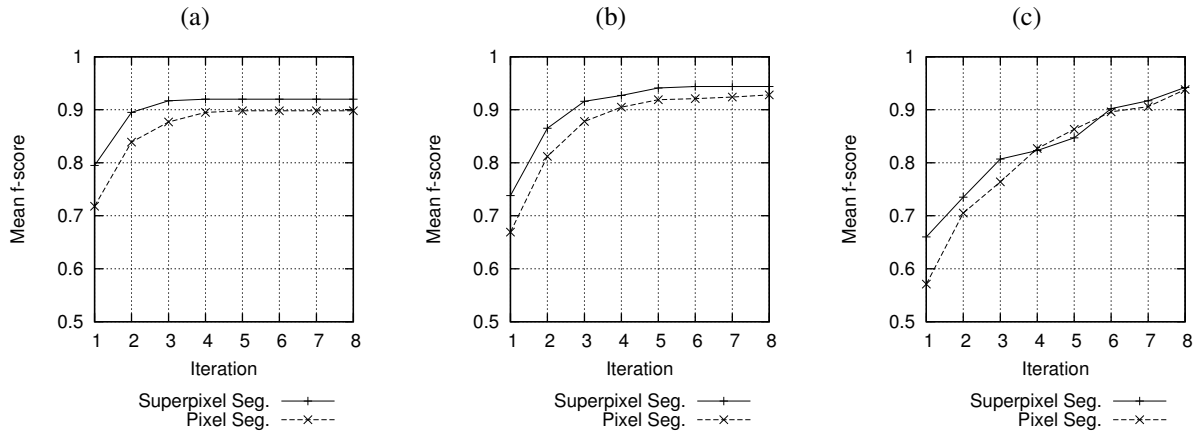 (a)
1
0.9
0.8
0.7
0.6
0.5
Mean f-score
1 2 3 4 5 6 7 8
Iteration
Superpixel Seg.
Pixel Seg.
(b)
1
0.9
0.8
0.7
0.6
0.5
Mean f-score
1 2 3 4 5 6 7 8
Iteration
Superpixel Seg.
Pixel Seg.
(c)
1
0.9
0.8
0.7
0.6
0.5
Mean f-score
1 2 3 4 5 6 7 8
Iteration
Superpixel Seg.
Pixel Seg.